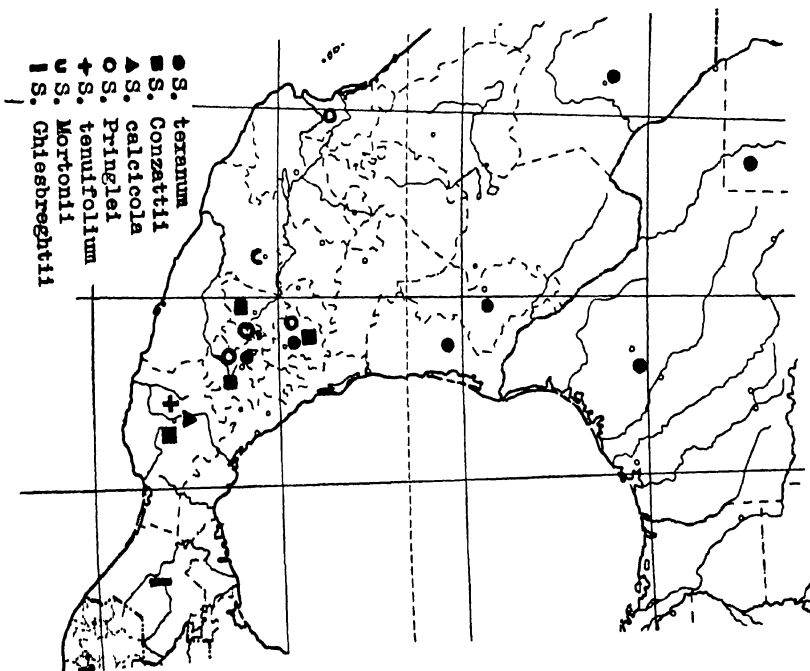 ● S. texanum
■ S. Conzattii
▲ S. calcicola
O S. Pringlei
+ S. tenuifolium
U S. Mortonii
▮ S. Ghiesbreghtii